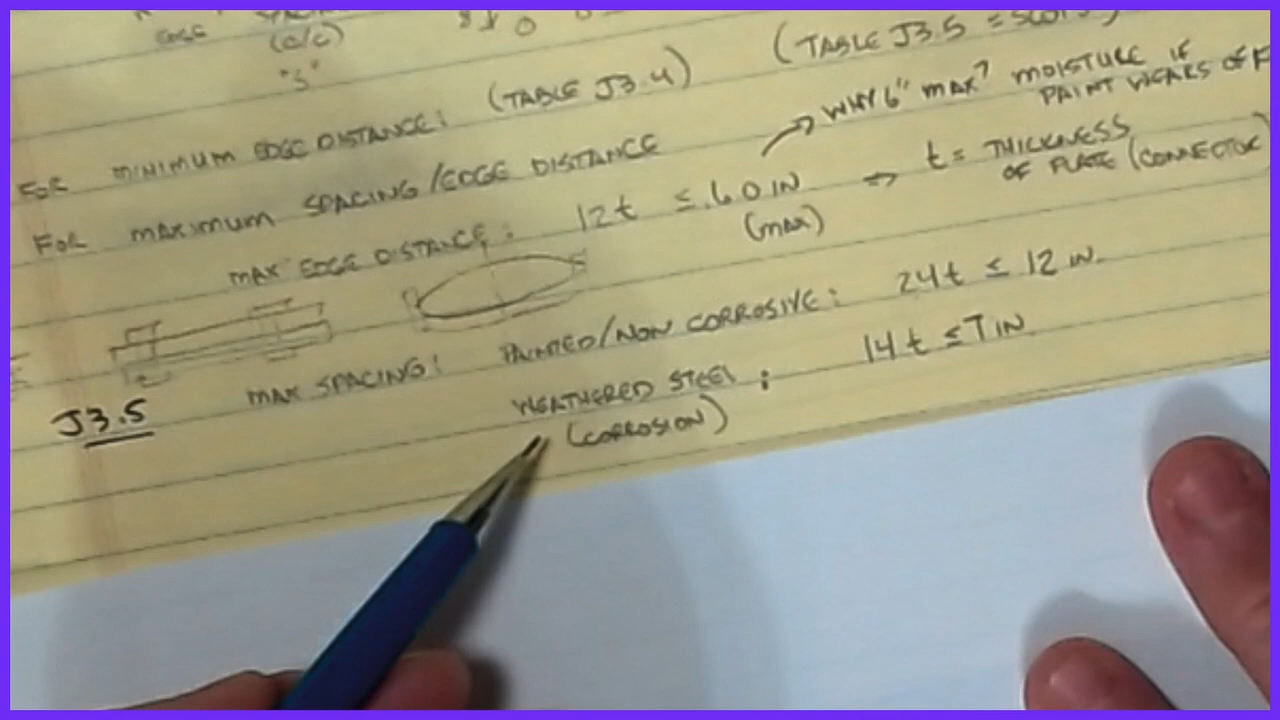 EDGE
(c/c)
"S"
FOR MINIMUM EDGE DISTANCE: (TABLE J3.4) (TABLE J3.5 = SLOTS)
FOR MAXIMUM SPACING/EDGE DISTANCE
WHY 6" MAX? MOISTURE IF
PAINT WEARS OFF
MAX EDGE DISTANCE: 12t ≤ 6.0 IN ⇒ t = THICKNESS
(MAX)
OF PLATE (CONNECTOR)
MAX SPACING: PAINTED/NON CORROSIVE: 24t ≤ 12 IN.
J3.5
WEATHERED STEEL: 14t ≤ 7 IN
(CORROSION)